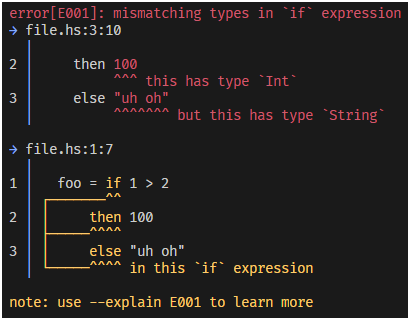 error[E001]: mismatching types in `if` expression
→ file.hs:3:10
2 │ then 100
^^^ this has type `Int`
3 │ else "uh oh"
^^^^^^^ but this has type `String`
→ file.hs:1:7
1 │ foo = if 1 > 2
^^
2 │ then 100
^^^^
3 │ else "uh oh"
^^^^ in this `if` expression
note: use --explain E001 to learn more